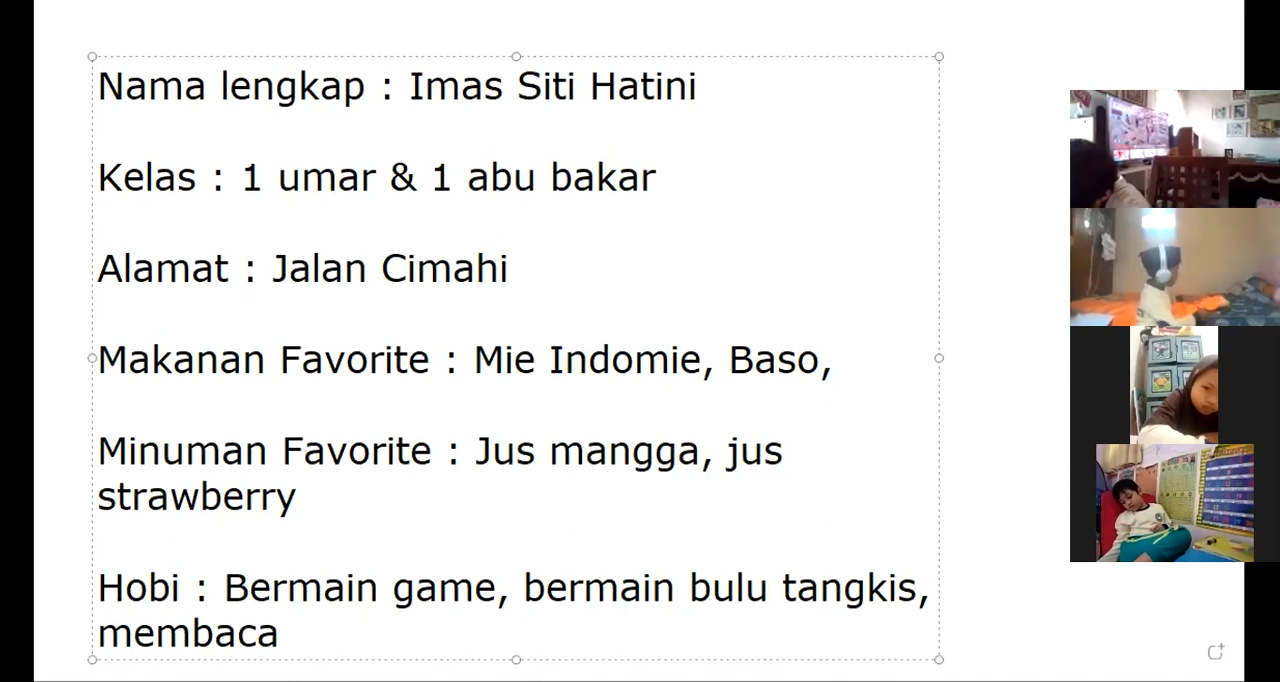 Nama lengkap : Imas Siti Hatini
Kelas : 1 umar & 1 abu bakar
Alamat : Jalan Cimahi
Makanan Favorite : Mie Indomie, Baso,
Minuman Favorite : Jus mangga, jus
strawberry
Hobi : Bermain game, bermain bulu tangkis,
membaca